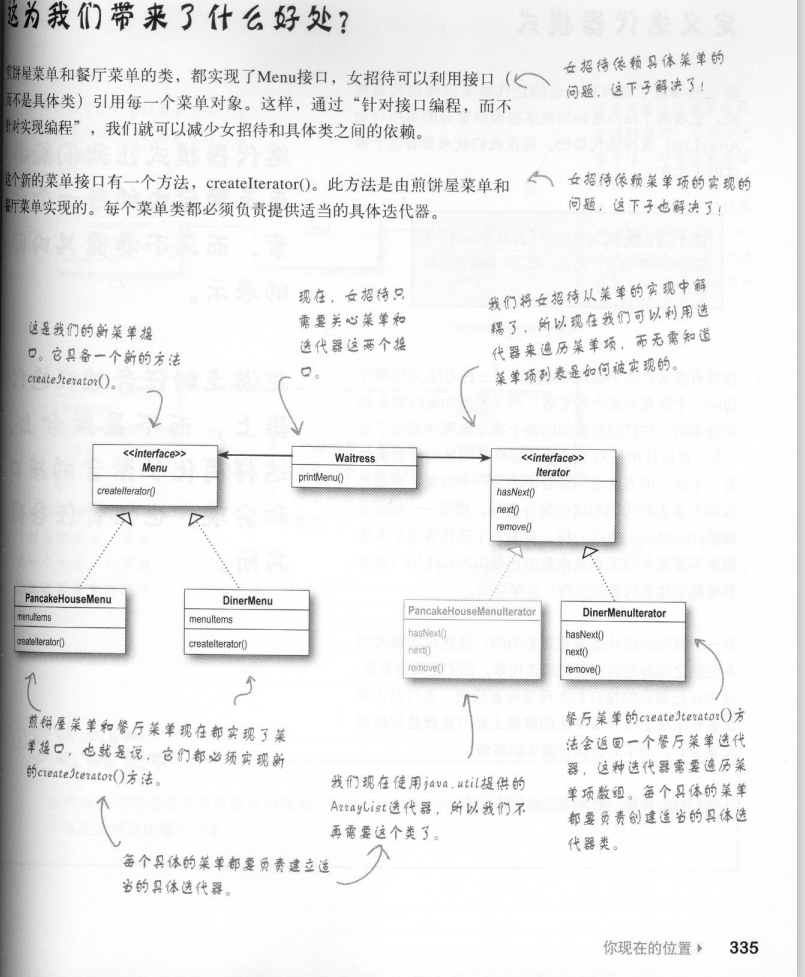 这为我们带来了什么好处?
煎饼屋菜单和餐厅菜单的类，都实现了Menu接口，女招待可以利用接口（
而不是具体类）引用每一个菜单对象。这样，通过“针对接口编程，而不
针对实现编程”，我们就可以减少女招待和具体类之间的依赖。
女招待依赖具体菜单的
问题，这下子解决了!
这个新的菜单接口有一个方法，createIterator()。此方法是由煎饼屋菜单和
餐厅菜单实现的。每个菜单类都必须负责提供适当的具体迭代器。
女招待依赖菜单项的实现的
问题，这下子也解决了!
这是我们的新菜单接
口。它具备一个新的方法
createIterator()。
现在，女招待只
需要关心菜单和
迭代器这两个接
口。
我们将女招待从菜单的实现中解
耦了，所以现在我们可以利用迭
代器来遍历菜单项，而无需知道
菜单项列表是如何被实现的。
<<interface>>
Menu
createIterator()
Waitress
printMenu()
<<interface>>
Iterator
hasNext()
next()
remove()
PancakeHouseMenu
menuItems
createIterator()
DinerMenu
menuItems
createIterator()
PancakeHouseMenuIterator
hasNext()
next()
remove()
DinerMenuIterator
hasNext()
next()
remove()
煎饼屋菜单和餐厅菜单现在都实现了菜
单接口，也就是说，它们都必须实现新
的createIterator()方法。
每个具体的菜单都要负责建立适
当的具体迭代器。
我们现在使用java.util提供的
ArrayList迭代器，所以我们不
再需要这个类了。
餐厅菜单的createIterator()方
法会返回一个餐厅菜单迭代
器，这种迭代器需要遍历菜
单项数组。每个具体的菜单
都要负责创建适当的具体迭
代器类。
你现在的位置 335